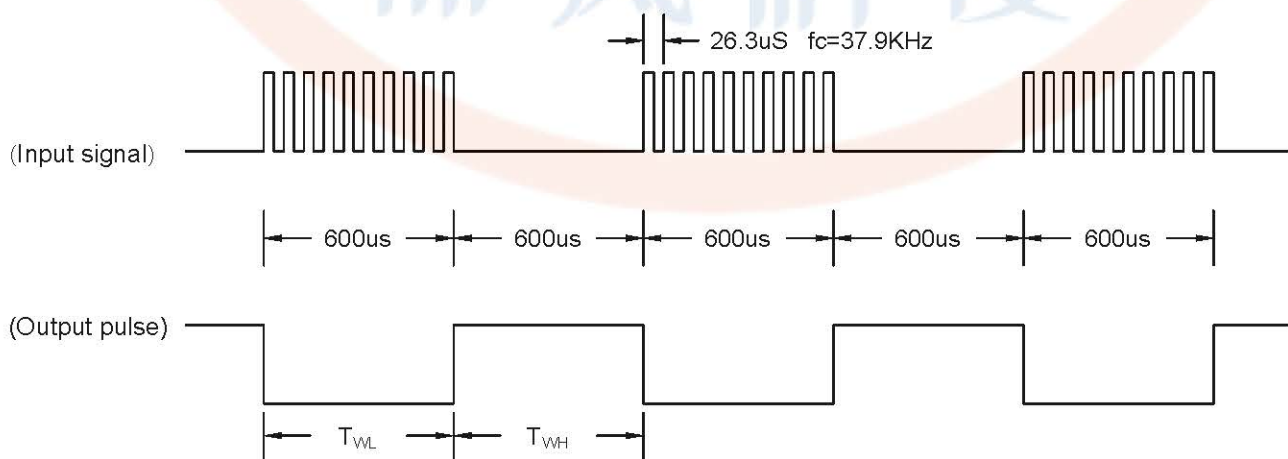 26.3uS fc=37.9KHz
(Input signal)
600us 600us 600us 600us 600us
(Output pulse)
TWL TWH